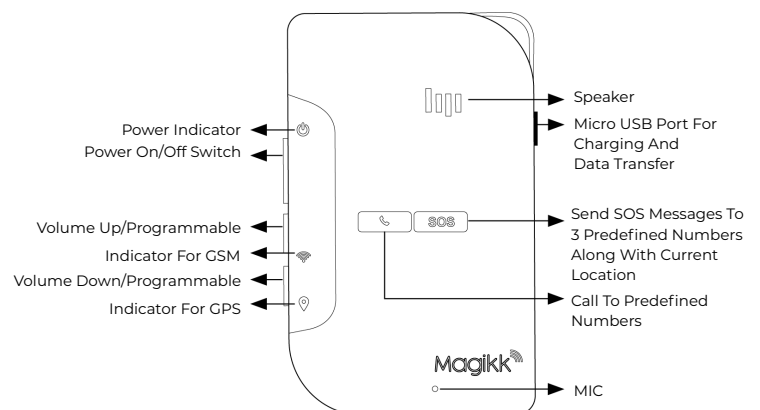 Power Indicator
Power On/Off Switch
Volume Up/Programmable
Indicator For GSM
Volume Down/Programmable
Indicator For GPS
SOS
Magikk
Speaker
Micro USB Port For
Charging And
Data Transfer
Send SOS Messages To
3 Predefined Numbers
Along With Current
Location
Call To Predefined
Numbers
MIC